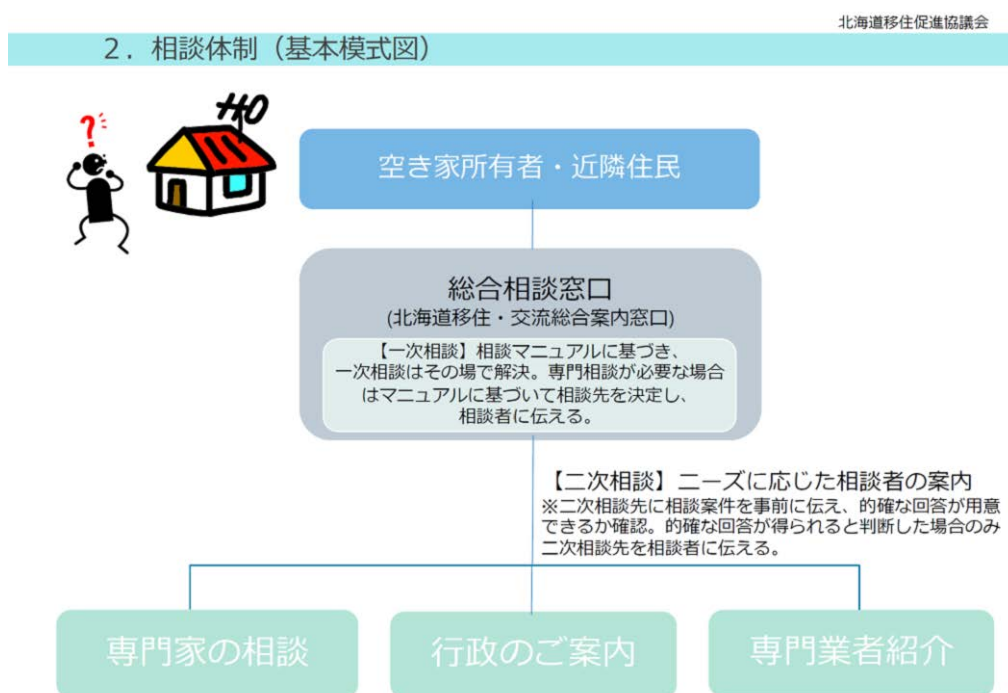 北海道移住促進協議会
2．相談体制（基本模式図）
?
空き家所有者・近隣住民
総合相談窓口
(北海道移住・交流総合案内窓口)
【一次相談】相談マニュアルに基づき、
一次相談はその場で解決。専門相談が必要な場合
はマニュアルに基づいて相談先を決定し、
相談者に伝える。
【二次相談】ニーズに応じた相談者の案内
※二次相談先に相談案件を事前に伝え、的確な回答が用意
できるか確認。的確な回答が得られると判断した場合のみ
二次相談先を相談者に伝える。
専門家の相談
行政のご案内
専門業者紹介